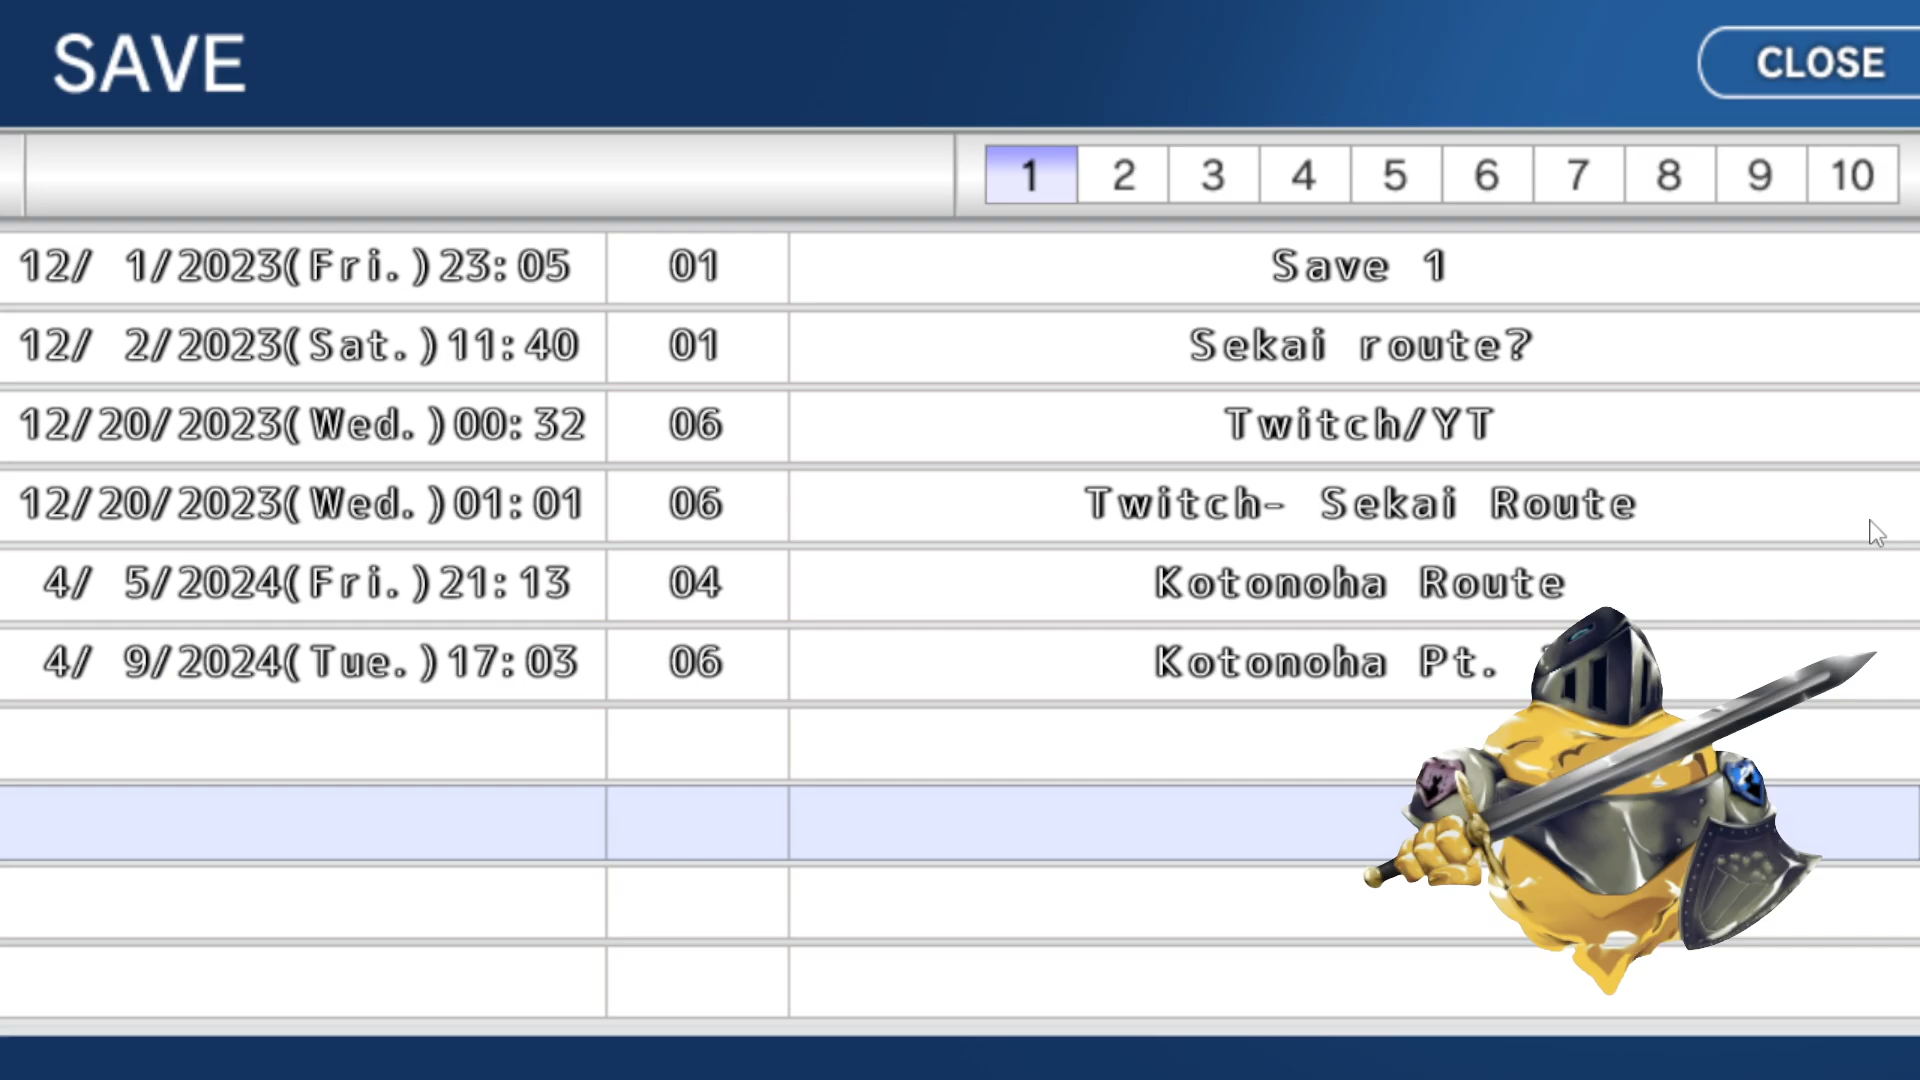 SAVE
CLOSE
1 2 3 4 5 6 7 8 9 10
12/ 1/2023(Fri.)23:05 01 Save 1
12/ 2/2023(Sat.)11:40 01 Sekai route?
12/20/2023(Wed.)00:32 06 Twitch/YT
12/20/2023(Wed.)01:01 06 Twitch- Sekai Route
4/ 5/2024(Fri.)21:13 04 Kotonoha Route
4/ 9/2024(Tue.)17:03 06 Kotonoha Pt.